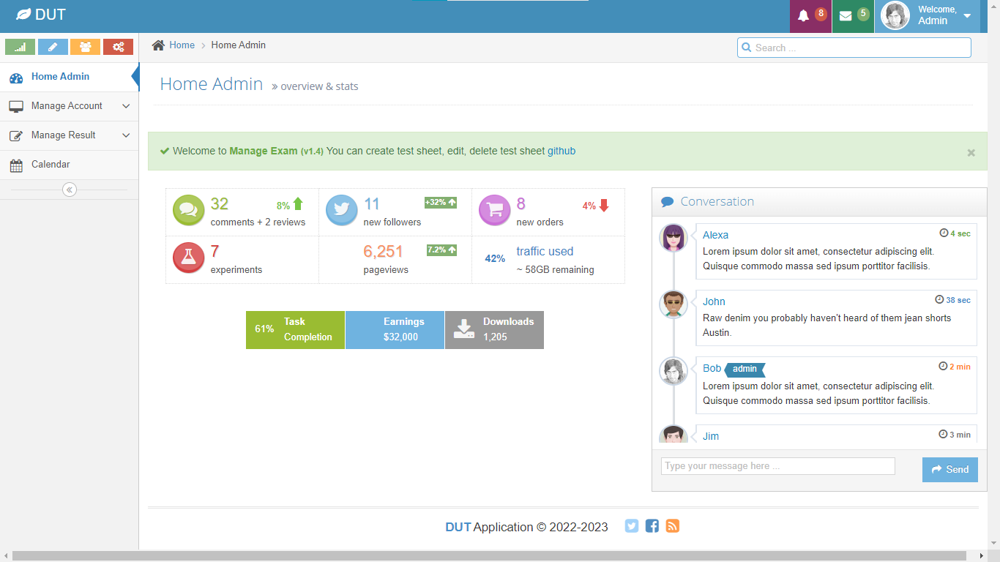 DUT
8
5
Welcome,
Admin
Home
Home Admin
Search ...
Home Admin
Manage Account
Manage Result
Calendar
Home Admin » overview & stats
Welcome to Manage Exam (v1.4) You can create test sheet, edit, delete test sheet github
×
32
8%
comments + 2 reviews
11
+32%
new followers
8
4%
new orders
7
experiments
6,251
7.2%
pageviews
42%
traffic used
~ 58GB remaining
61%
Task
Completion
Earnings
$32,000
Downloads
1,205
Conversation
Alexa
4 sec
Lorem ipsum dolor sit amet, consectetur adipiscing elit.
Quisque commodo massa sed ipsum porttitor facilisis.
John
38 sec
Raw denim you probably haven't heard of them jean shorts
Austin.
Bob
admin
2 min
Lorem ipsum dolor sit amet, consectetur adipiscing elit.
Quisque commodo massa sed ipsum porttitor facilisis.
Jim
3 min
Type your message here ...
Send
DUT Application © 2022-2023